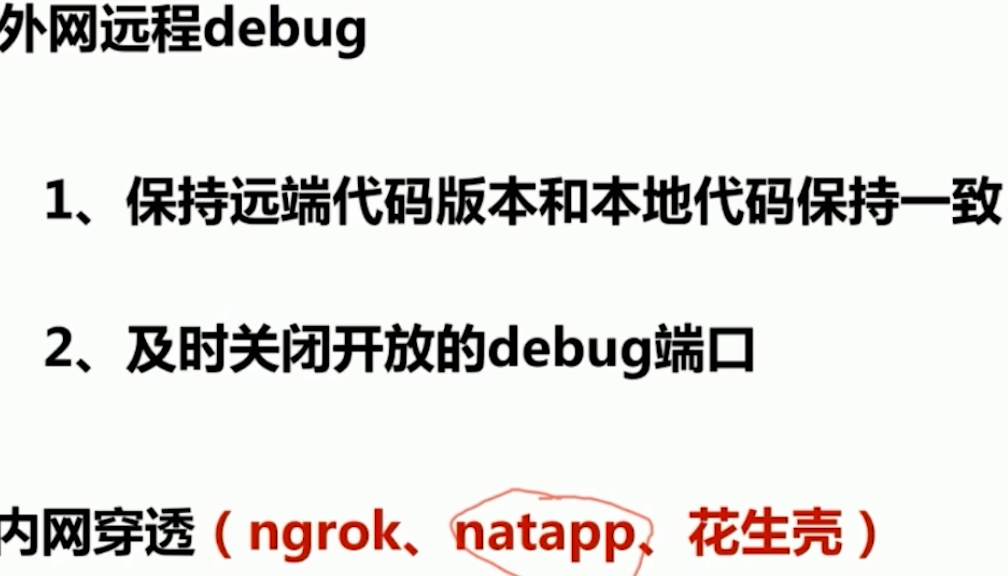 外网远程debug
1、保持远端代码版本和本地代码保持一致
2、及时关闭开放的debug端口
内网穿透（ngrok、natapp、花生壳）